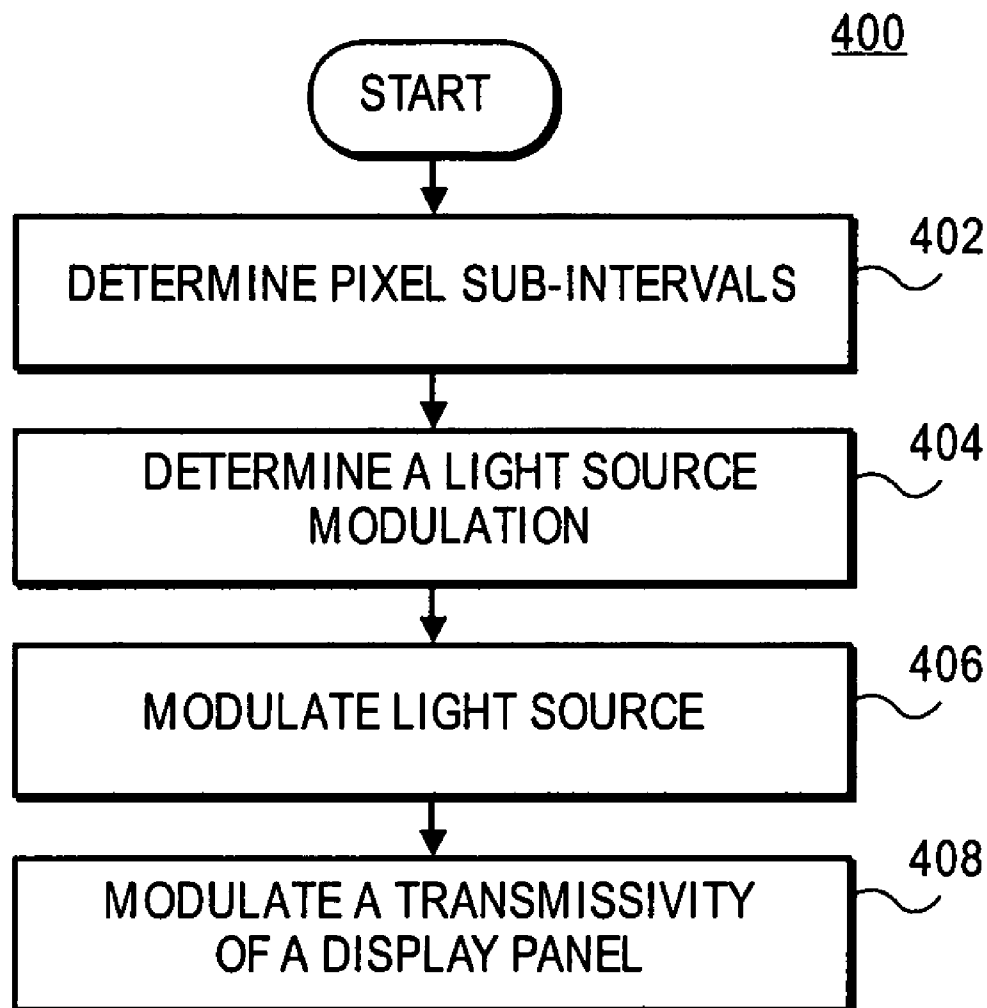 400
START
402
DETERMINE PIXEL SUB-INTERVALS
404
DETERMINE A LIGHT SOURCE
MODULATION
406
MODULATE LIGHT SOURCE
408
MODULATE A TRANSMISSIVITY
OF A DISPLAY PANEL